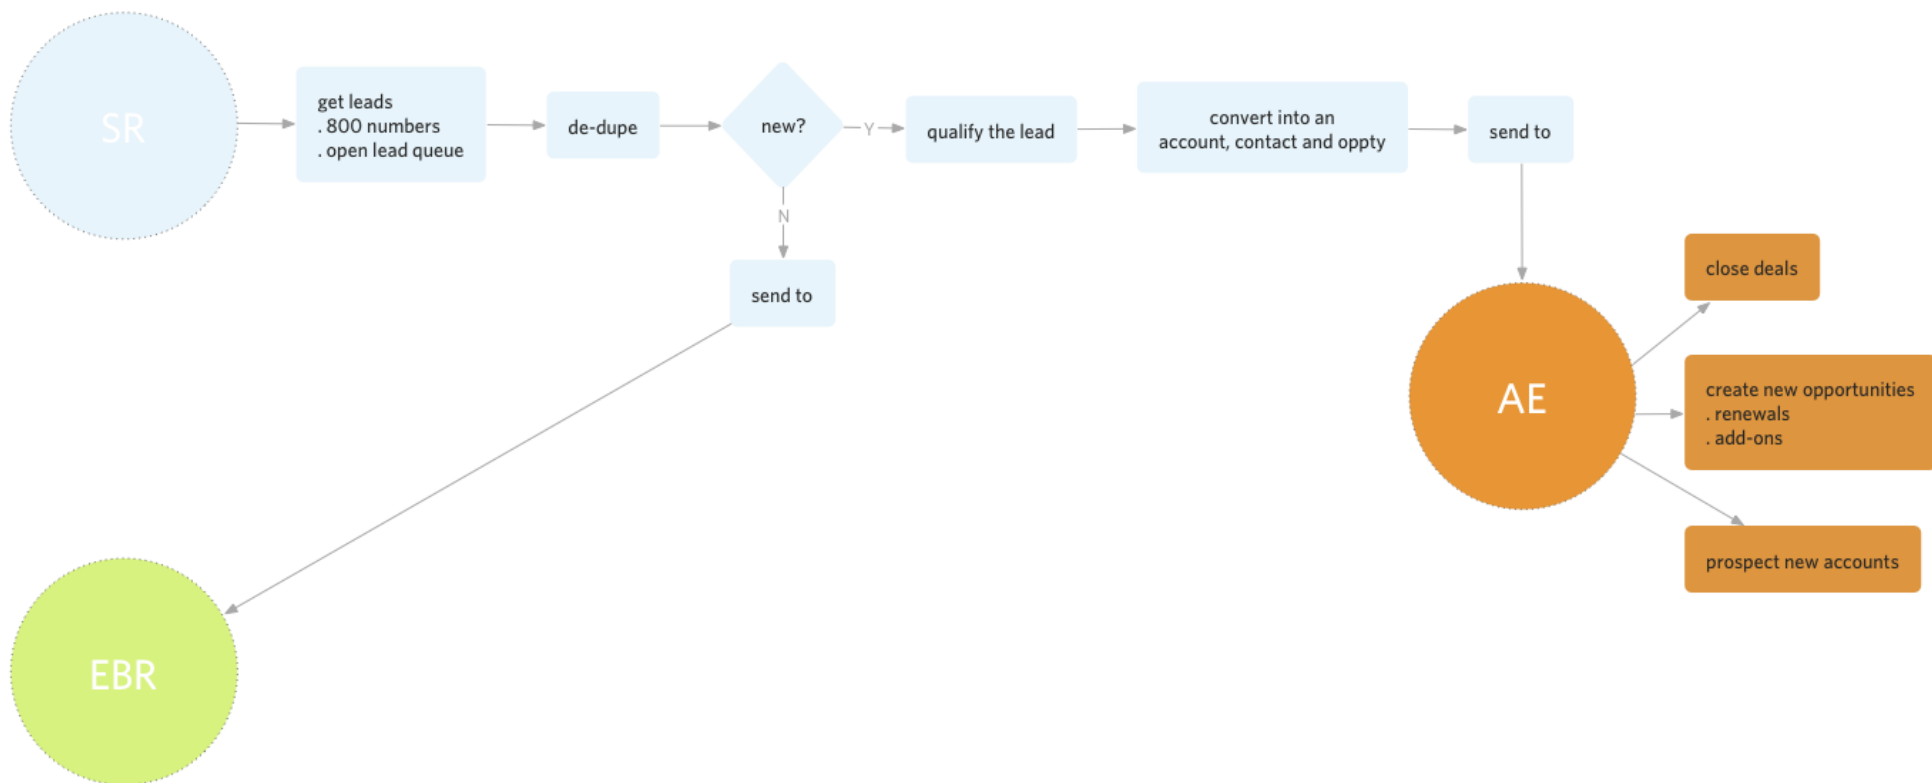 SR
get leads
. 800 numbers
. open lead queue
de-dupe
new?
Y
qualify the lead
convert into an
account, contact and oppty
send to
N
send to
close deals
AE
create new opportunities
. renewals
. add-ons
prospect new accounts
EBR